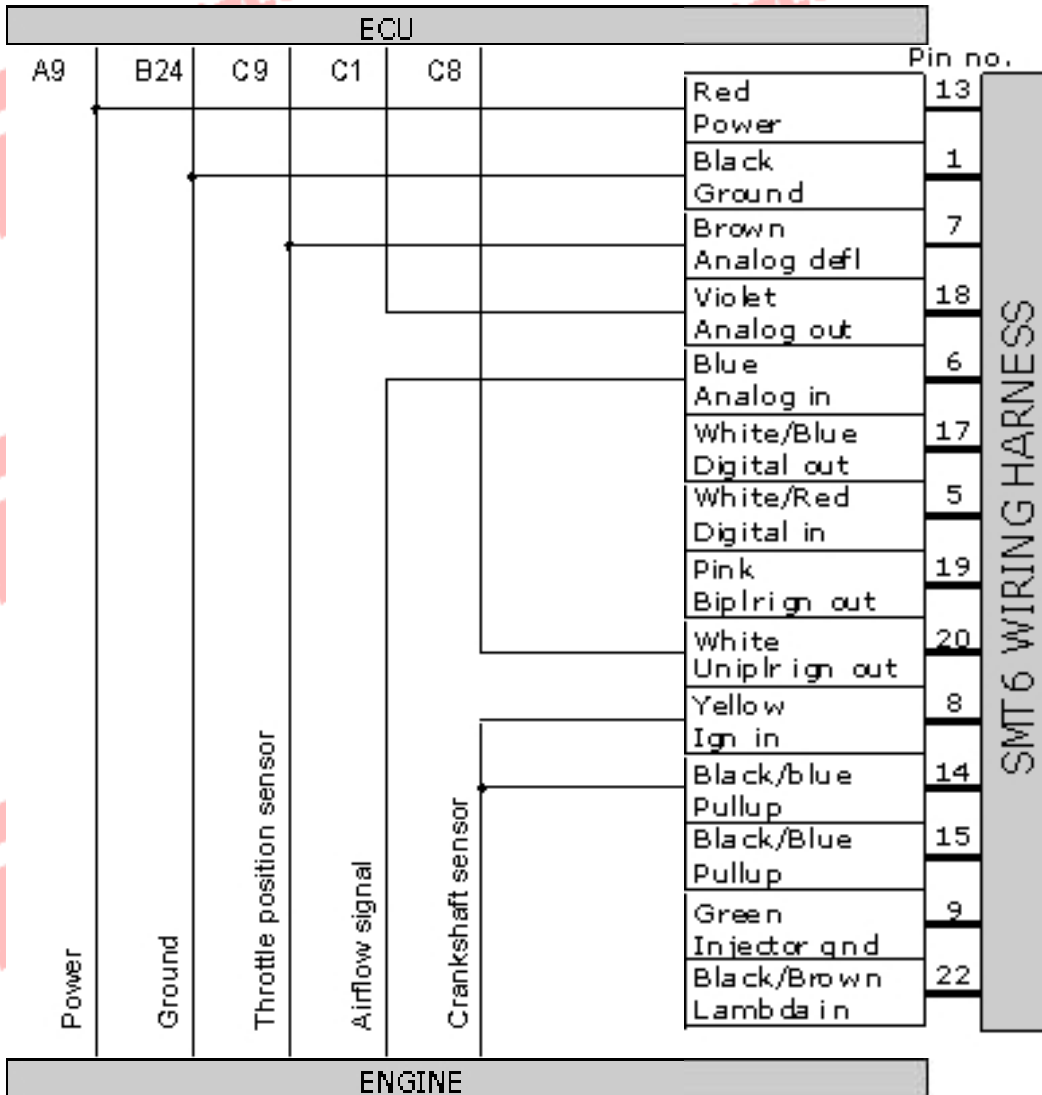 ECU
A9 B24 C9 C1 C8
Pin no.
Red 13
Power
Black 1
Ground
Brown 7
Analog defl
Violet 18
Analog out
Blue 6
Analog in
White/Blue 17
Digital out
White/Red 5
Digital in
Pink 19
Biplrign out
White 20
Uniplrign out
Yellow 8
Ign in
Black/blue 14
Pullup
Black/Blue 15
Pullup
Green 9
Injector gnd
Black/Brown 22
Lambda in
SMT6 WIRING HARNESS
Power
Ground
Throttle position sensor
Airflow signal
Crankshaft sensor
ENGINE